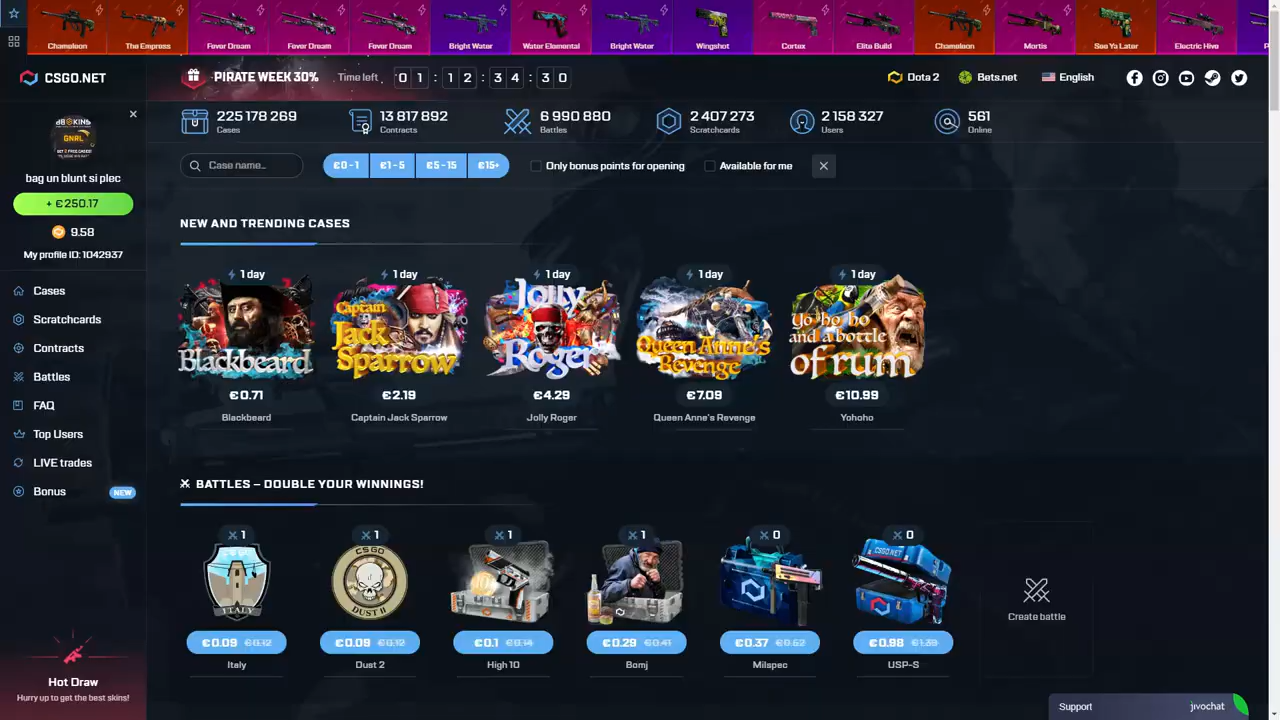 Chameleon
The Empress
Fever Dream
Fever Dream
Fever Dream
Bright Water
Water Elemental
Bright Water
Wingshot
Cortex
Elite Build
Chameleon
Mortis
See Ya Later
Electric Hive
CSGO.NET
PIRATE WEEK 30%
Time left
01:12:34:30
Dota 2
Bets.net
English
225 178 269
Cases
13 817 892
Contracts
6 990 880
Battles
2 407 273
Scratchcards
2 158 327
Users
561
Online
88SKINS
GNRL
bag un blunt si plec
+ €250.17
9.58
My profile ID: 1042937
Case name...
€0 - 1
€1 - 5
€5 - 15
€15+
Only bonus points for opening
Available for me
Cases
Scratchcards
Contracts
Battles
FAQ
Top Users
LIVE trades
Bonus
NEW
Hot Draw
Hurry up to get the best skins!
NEW AND TRENDING CASES
1 day
1 day
1 day
1 day
1 day
Blackbeard
Captain Jack Sparrow
Jolly Roger
Queen Anne's Revenge
Yo ho ho
and a bottle
of rum
€0.71
€2.19
€4.29
€7.09
€10.99
Blackbeard
Captain Jack Sparrow
Jolly Roger
Queen Anne's Revenge
Yohoho
BATTLES – DOUBLE YOUR WINNINGS!
1
1
1
1
0
0
ITALY
CSGO
DUST II
CSGO.NET
€0.09 €0.12
€0.09 €0.12
€0.1 €0.14
€0.29 €0.41
€0.37 €0.52
€0.98 €1.39
Italy
Dust 2
High 10
Bomj
Milspec
USP-S
Create battle
Support
jivochat